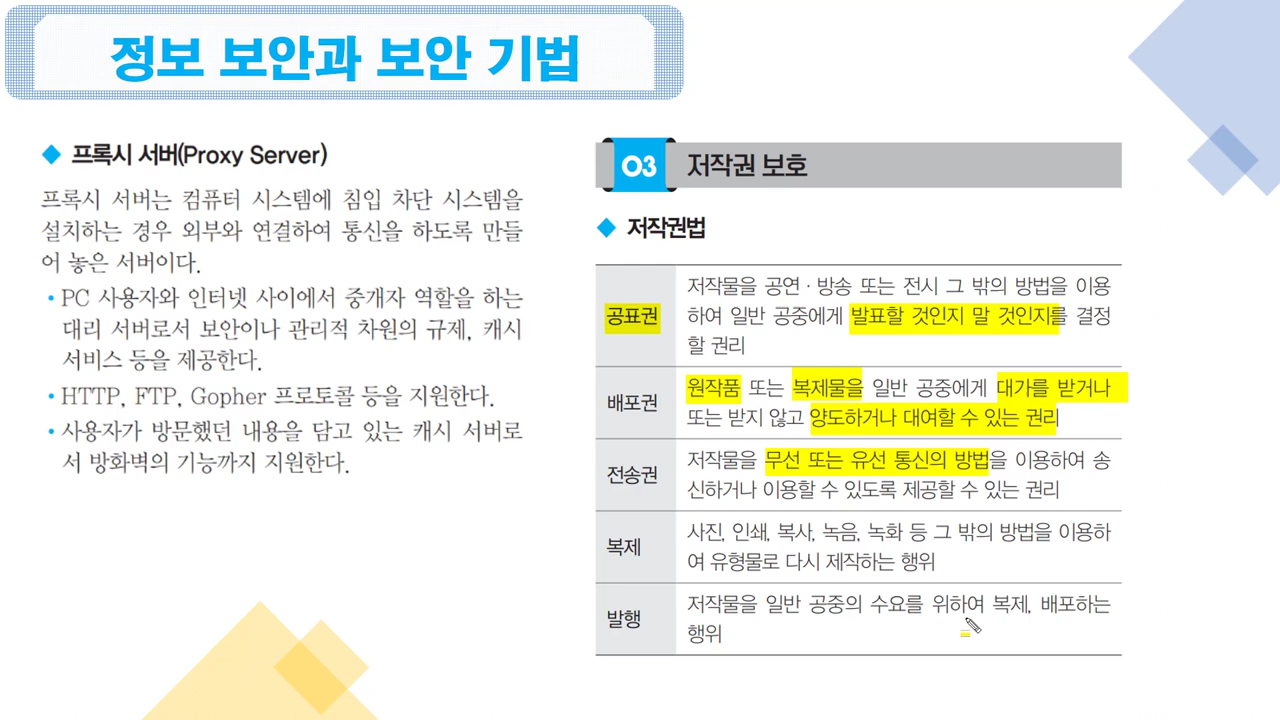 정보 보안과 보안 기법
◆ 프록시 서버(Proxy Server)
프록시 서버는 컴퓨터 시스템에 침입 차단 시스템을
설치하는 경우 외부와 연결하여 통신을 하도록 만들
어 놓은 서버이다.
• PC 사용자와 인터넷 사이에서 중개자 역할을 하는
대리 서버로서 보안이나 관리적 차원의 규제, 캐시
서비스 등을 제공한다.
• HTTP, FTP, Gopher 프로토콜 등을 지원한다.
• 사용자가 방문했던 내용을 담고 있는 캐시 서버로
서 방화벽의 기능까지 지원한다.
03 저작권 보호
◆ 저작권법
공표권
저작물을 공연·방송 또는 전시 그 밖의 방법을 이용
하여 일반 공중에게 발표할 것인지 말 것인지를 결정
할 권리
배포권
원작품 또는 복제물을 일반 공중에게 대가를 받거나
또는 받지 않고 양도하거나 대여할 수 있는 권리
전송권
저작물을 무선 또는 유선 통신의 방법을 이용하여 송
신하거나 이용할 수 있도록 제공할 수 있는 권리
복제
사진, 인쇄, 복사, 녹음, 녹화 등 그 밖의 방법을 이용하
여 유형물로 다시 제작하는 행위
발행
저작물을 일반 공중의 수요를 위하여 복제, 배포하는
행위